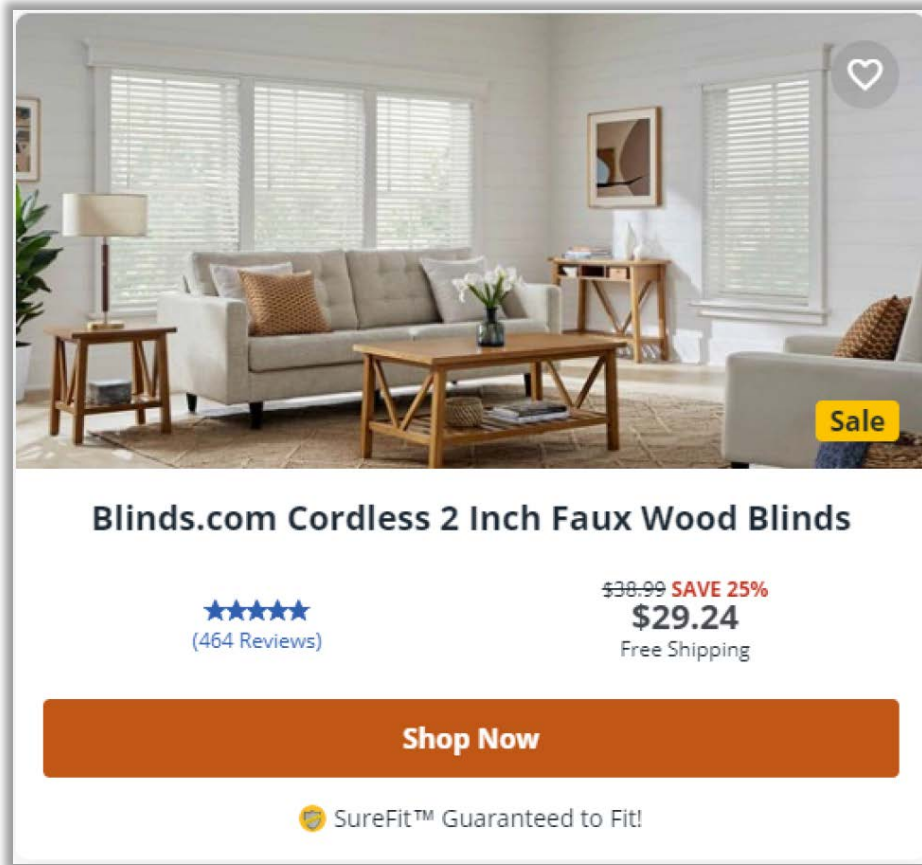 Sale
Blinds.com Cordless 2 Inch Faux Wood Blinds
$38.99 SAVE 25%
$29.24
Free Shipping
(464 Reviews)
Shop Now
SureFit™ Guaranteed to Fit!